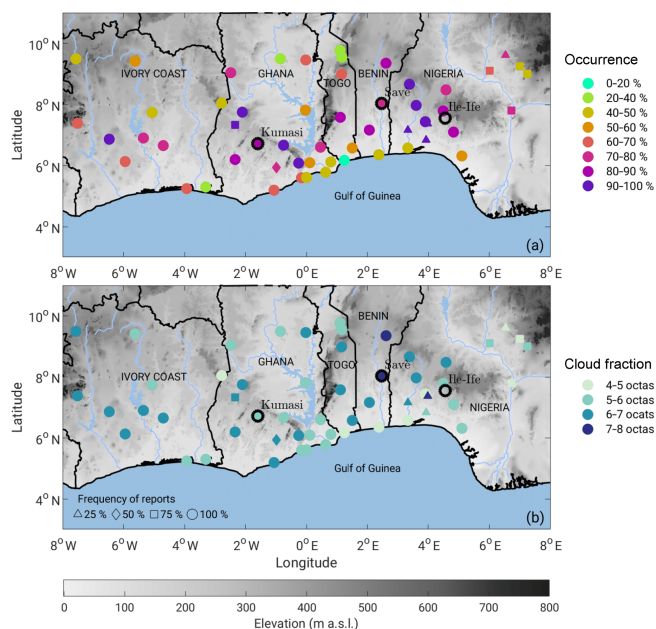 10°N
8°N
6°N
4°N
Latitude
IVORY COAST
GHANA
TOGO
BENIN
NIGERIA
Kumasi
Savè
Ile-Ife
Gulf of Guinea
(a)
8°W 6°W 4°W 2°W 0°E 2°E 4°E 6°E 8°E
Occurrence
0-20 %
20-40 %
40-50 %
50-60 %
60-70 %
70-80 %
80-90 %
90-100 %
10°N
8°N
6°N
4°N
Latitude
BENIN
GHANA
TOGO
IVORY COAST
Savè
Ile-Ife
Kumasi
NIGERIA
Gulf of Guinea
Frequency of reports
25 % 50 % 75 % 100 %
(b)
8°W 6°W 4°W 2°W 0°E 2°E 4°E 6°E 8°E
Longitude
Cloud fraction
4-5 octas
5-6 octas
6-7 ocats
7-8 octas
0 100 200 300 400 500 600 700 800
Elevation (m a.s.l.)